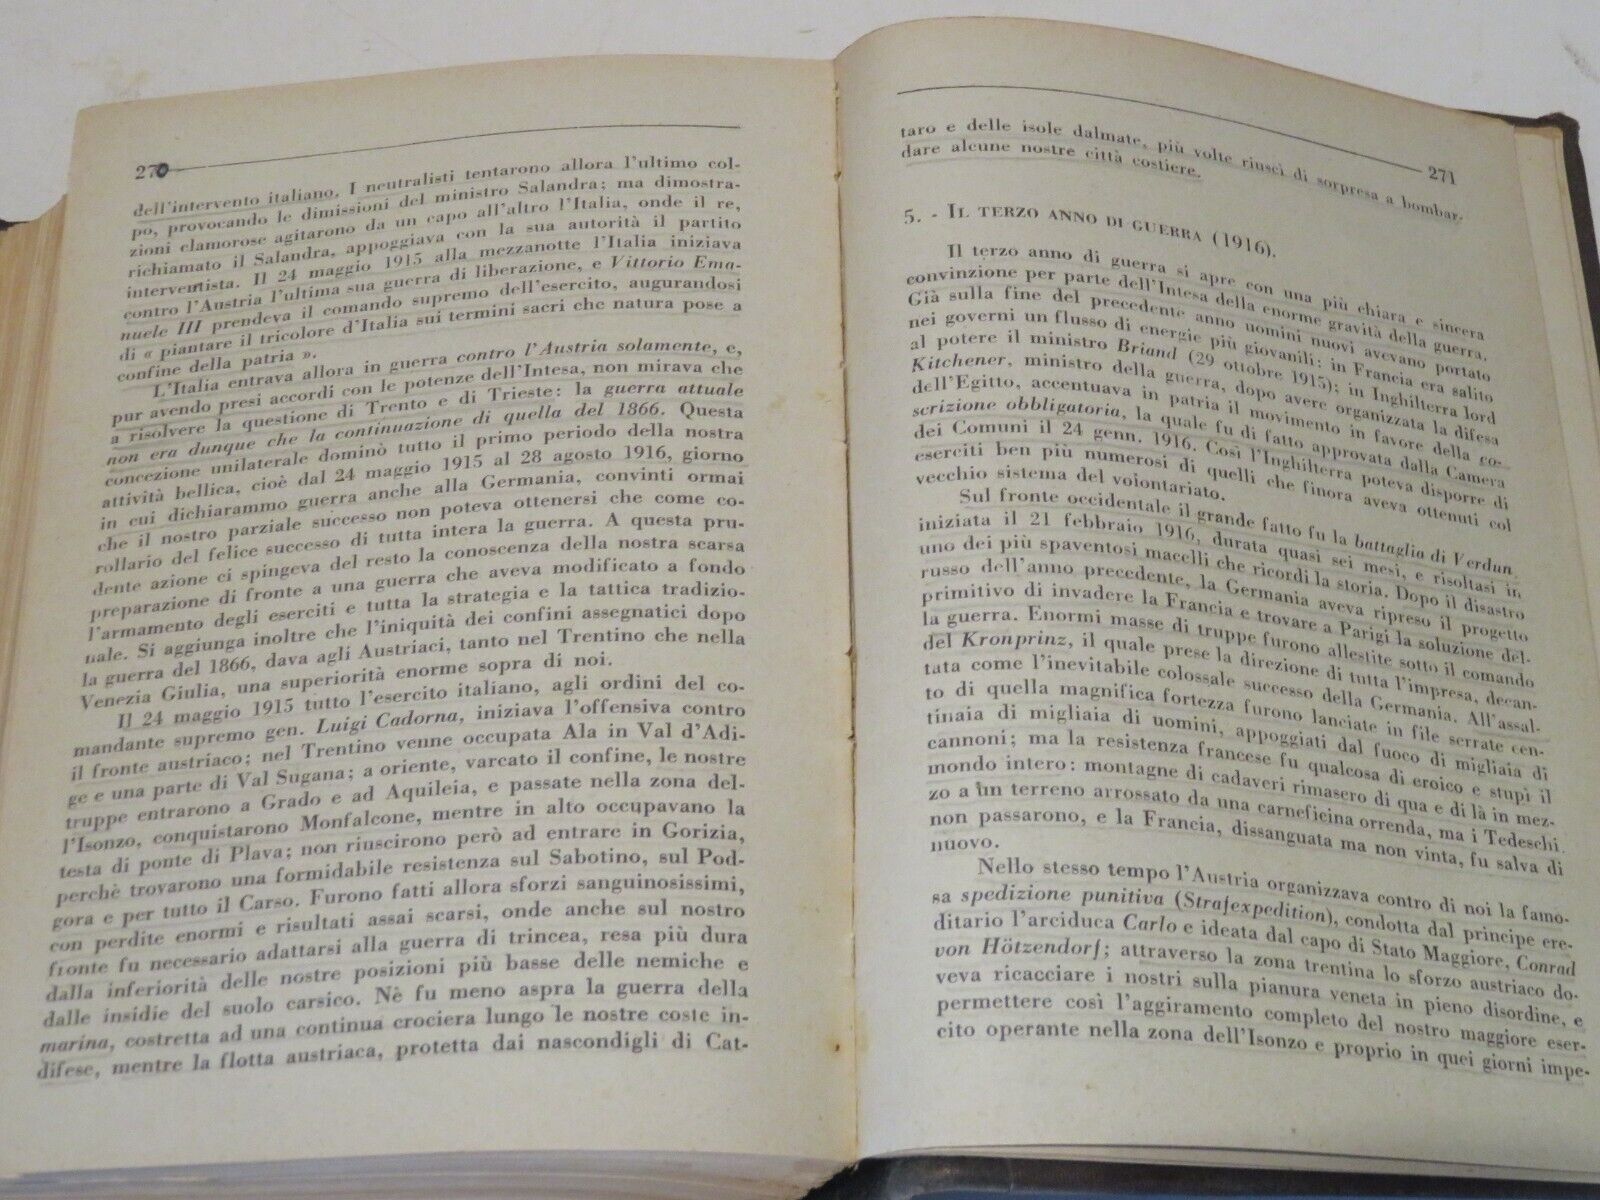 270
dell'intervento italiano. I neutralisti tentarono allora l'ultimo col-
po, provocando le dimissioni del ministro Salandra; ma dimostra-
zioni clamorose agitarono da un capo all'altro l'Italia, onde il re,
richiamato il Salandra, appoggiava con la sua autorità il partito
interventista. Il 24 maggio 1915 alla mezzanotte l'Italia iniziava
contro l'Austria l'ultima sua guerra di liberazione, e Vittorio Ema-
nuele III prendeva il comando supremo dell'esercito, augurandosi
di « piantare il tricolore d'Italia sui termini sacri che natura pose a
confine della patria ».
L'Italia entrava allora in guerra contro l'Austria solamente, e,
pur avendo presi accordi con le potenze dell'Intesa, non mirava che
a risolvere la questione di Trento e di Trieste: la guerra attuale
non era dunque che la continuazione di quella del 1866. Questa
concezione unilaterale dominò tutto il primo periodo della nostra
attività bellica, cioè dal 24 maggio 1915 al 28 agosto 1916, giorno
in cui dichiarammo guerra anche alla Germania, convinti ormai
che il nostro parziale successo non poteva ottenersi che come co-
rollario del felice successo di tutta intera la guerra. A questa pru-
dente azione ci spingeva del resto la conoscenza della nostra scarsa
preparazione di fronte a una guerra che aveva modificato a fondo
l'armamento degli eserciti e tutta la strategia e la tattica tradizio-
nale. Si aggiunga inoltre che l'iniquità dei confini assegnatici dopo
la guerra del 1866, dava agli Austriaci, tanto nel Trentino che nella
Venezia Giulia, una superiorità enorme sopra di noi.
Il 24 maggio 1915 tutto l'esercito italiano, agli ordini del co-
mandante supremo gen. Luigi Cadorna, iniziava l'offensiva contro
il fronte austriaco; nel Trentino venne occupata Ala in Val d'Adi-
ge e una parte di Val Sugana; a oriente, varcato il confine, le nostre
truppe entrarono a Grado e ad Aquileia, e passate nella zona del-
l'Isonzo, conquistarono Monfalcone, mentre in alto occupavano la
testa di ponte di Plava; non riuscirono però ad entrare in Gorizia,
perchè trovarono una formidabile resistenza sul Sabotino, sul Pod-
gora e per tutto il Carso. Furono fatti allora sforzi sanguinosissimi,
con perdite enormi e risultati assai scarsi, onde anche sul nostro
fronte fu necessario adattarsi alla guerra di trincea, resa più dura
dalla inferiorità delle nostre posizioni più basse delle nemiche e
dalle insidie del suolo carsico. Nè fu meno aspra la guerra della
marina, costretta ad una continua crociera lungo le nostre coste in-
difese, mentre la flotta austriaca, protetta dai nascondigli di Cat-
271
taro e delle isole dalmate, più volte riuscì di sorpresa a bombar-
dare alcune nostre città costiere.
5. - IL TERZO ANNO DI GUERRA (1916).
Il terzo anno di guerra si apre con una più chiara e sincera
convinzione per parte dell'Intesa della enorme gravità della guerra.
Già sulla fine del precedente anno uomini nuovi avevano portato
nei governi un flusso di energie più giovanili: in Francia era salito
al potere il ministro Briand (29 ottobre 1915); in Inghilterra lord
Kitchener, ministro della guerra, dopo avere organizzata la difesa
dell'Egitto, accentuava in patria il movimento in favore della co-
scrizione obbligatoria, la quale fu di fatto approvata dalla Camera
dei Comuni il 24 genn. 1916. Così l'Inghilterra poteva disporre di
eserciti ben più numerosi di quelli che finora aveva ottenuti col
vecchio sistema del volontariato.
Sul fronte occidentale il grande fatto fu la battaglia di Verdun,
iniziata il 21 febbraio 1916, durata quasi sei mesi, e risoltasi in
uno dei più spaventosi macelli che ricordi la storia. Dopo il disastro
russo dell'anno precedente, la Germania aveva ripreso il progetto
primitivo di invadere la Francia e trovare a Parigi la soluzione del-
la guerra. Enormi masse di truppe furono allestite sotto il comando
del Kronprinz, il quale prese la direzione di tutta l'impresa, decan-
tata come l'inevitabile colossale successo della Germania. All'assal-
to di quella magnifica fortezza furono lanciate in file serrate cen-
tinaia di migliaia di uomini, appoggiati dal fuoco di migliaia di
cannoni; ma la resistenza francese fu qualcosa di eroico e stupì il
mondo intero: montagne di cadaveri rimasero di qua e di là in mez-
zo a un terreno arrossato da una carneficina orrenda, ma i Tedeschi
non passarono, e la Francia, dissanguata ma non vinta, fu salva di
nuovo.
Nello stesso tempo l'Austria organizzava contro di noi la famo-
sa spedizione punitiva (Strafexpedition), condotta dal principe ere-
ditario l'arciduca Carlo e ideata dal capo di Stato Maggiore, Conrad
von Hötzendorf; attraverso la zona trentina lo sforzo austriaco do-
veva ricacciare i nostri sulla pianura veneta in pieno disordine, e
permettere così l'aggiramento completo del nostro maggiore eser-
cito operante nella zona dell'Isonzo e proprio in quei giorni impe-